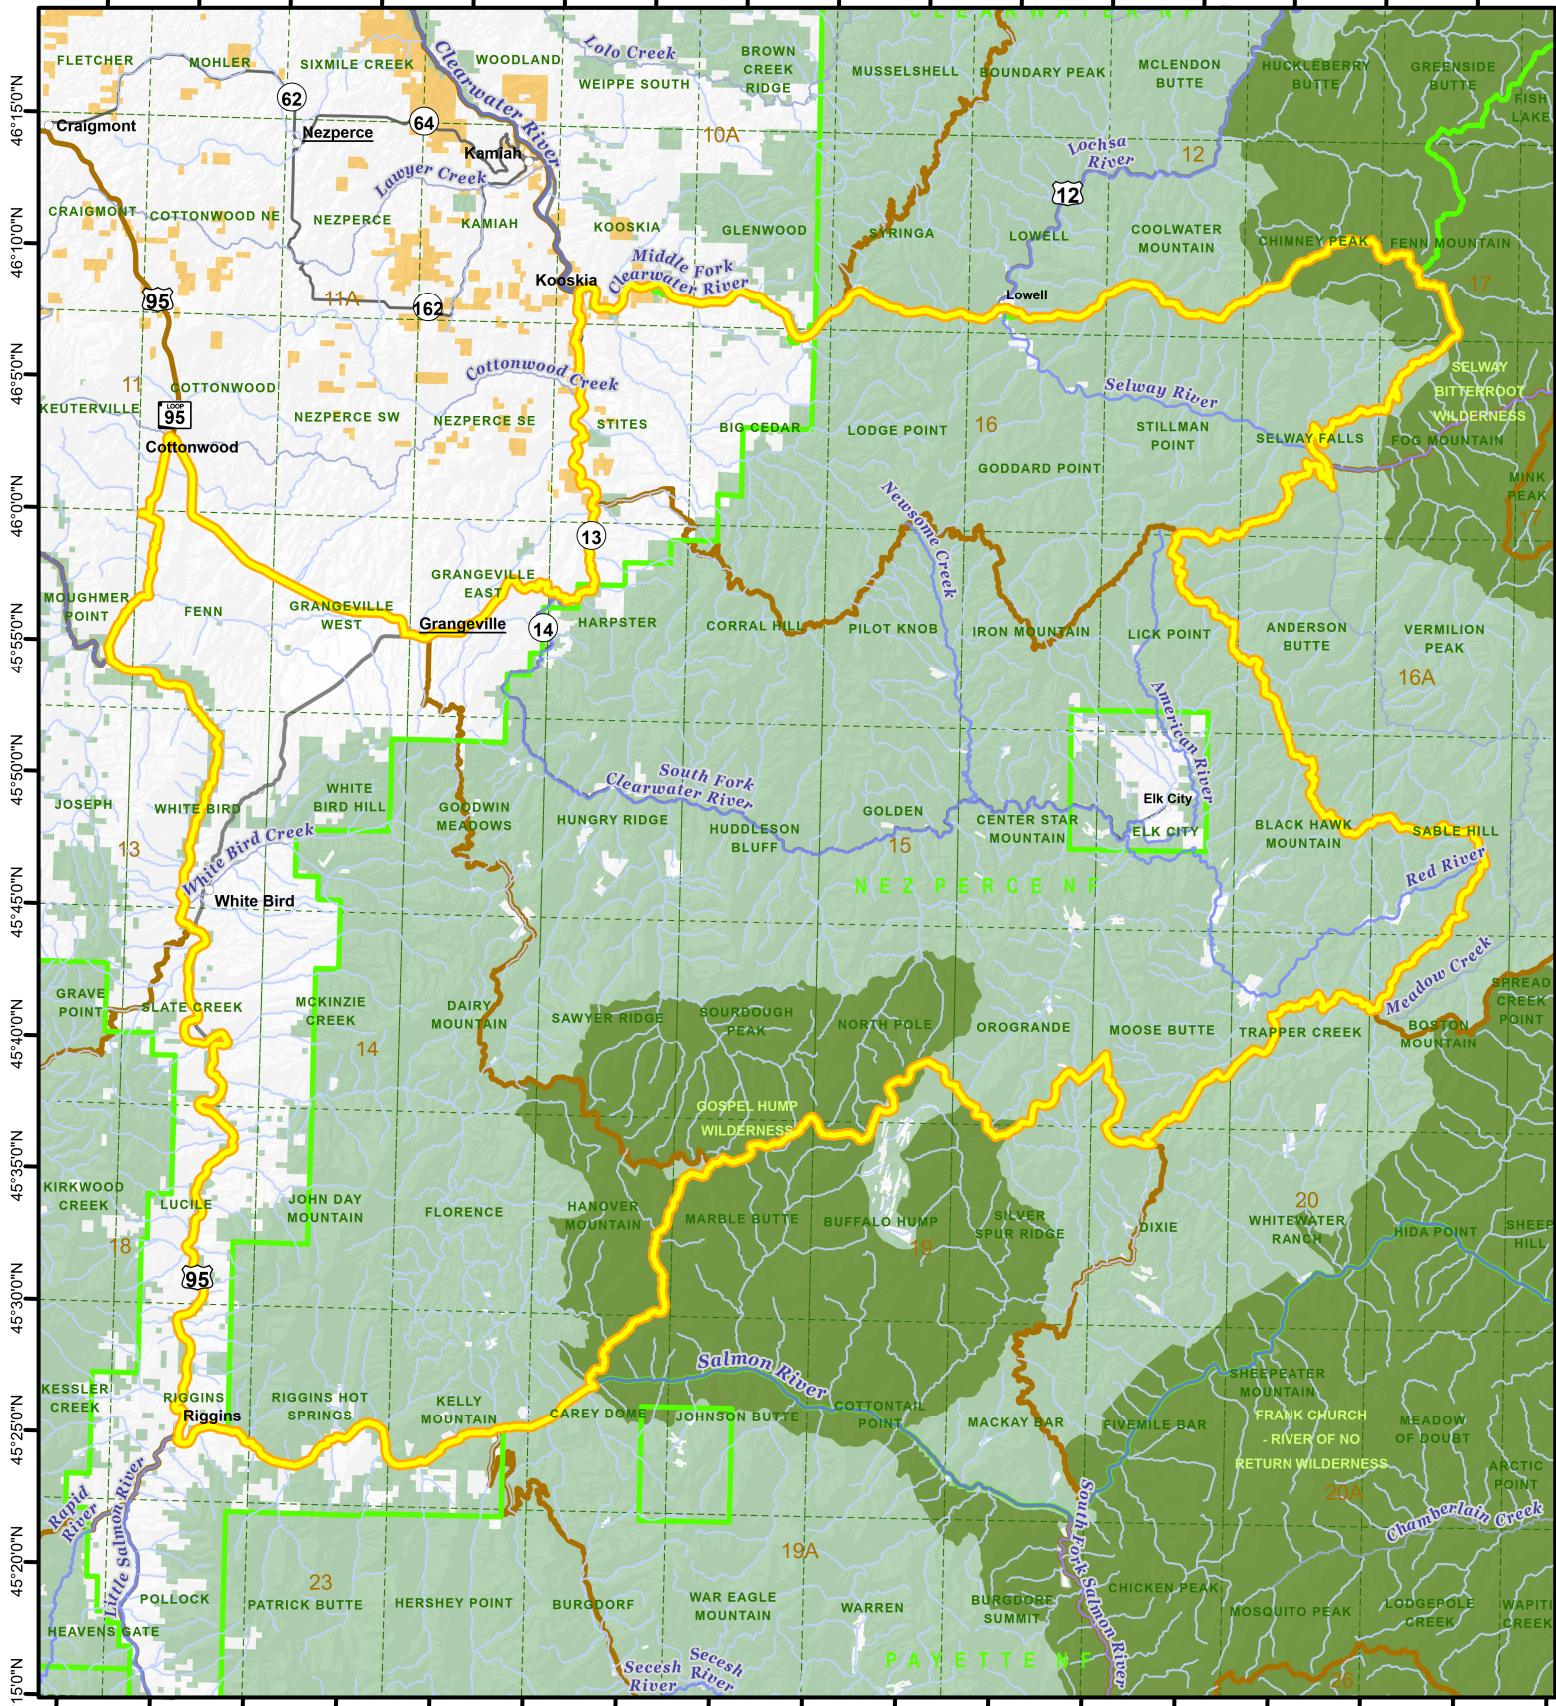 CLEARWATER NF
FLETCHER
MOHLER
SIXMILE CREEK
WOODLAND
Lolo Creek
WEIPPE SOUTH
BROWN
CREEK
RIDGE
MUSSELSHELL
BOUNDARY PEAK
MCLENDON
BUTTE
HUCKLEBERRY
BUTTE
GREENSIDE
BUTTE
FISH
LAKE
46°15'0"N
Craigmont
62
Nezperce
64
Clearwater River
Kamiah
10A
Lochsa
River
12
12
Lawyer Creek
CRAIGMONT
COTTONWOOD NE
NEZPERCE
KAMIAH
KOOSKIA
GLENWOOD
SYRINGA
LOWELL
COOLWATER
MOUNTAIN
CHIMNEY PEAK
FENN MOUNTAIN
46°10'0"N
95
11A
162
Kooskia
Middle Fork
Clearwater River
Lowell
17
46°5'0"N
11
COTTONWOOD
KEUTERVILLE
LOOP
95
Cottonwood
NEZPERCE SW
NEZPERCE SE
Cottonwood Creek
STITES
BIG CEDAR
LODGE POINT
16
GODDARD POINT
Selway River
STILLMAN
POINT
SELWAY FALLS
SELWAY
BITTERROOT
WILDERNESS
FOG MOUNTAIN
MINK
PEAK
17
46°0'0"N
13
Newsome Creek
GRANGEVILLE
EAST
MOUGHMER
POINT
FENN
GRANGEVILLE
WEST
Grangeville
14
HARPSTER
CORRAL HILL
PILOT KNOB
IRON MOUNTAIN
LICK POINT
ANDERSON
BUTTE
VERMILION
PEAK
16A
45°55'0"N
American River
45°50'0"N
JOSEPH
WHITE BIRD
WHITE
BIRD HILL
GOODWIN
MEADOWS
South Fork
Clearwater River
HUNGRY RIDGE
HUDDLESON
BLUFF
GOLDEN
15
CENTER STAR
MOUNTAIN
Elk City
ELK CITY
BLACK HAWK
MOUNTAIN
SABLE HILL
13
White Bird Creek
White Bird
NEZ PERCE NF
Red River
45°45'0"N
Meadow Creek
GRAVE
POINT
SLATE CREEK
MCKINZIE
CREEK
14
DAIRY
MOUNTAIN
SAWYER RIDGE
SOURDOUGH
PEAK
NORTH POLE
OROGRANDE
MOOSE BUTTE
TRAPPER CREEK
BOSTON
MOUNTAIN
SPREAD
CREEK
POINT
45°40'0"N
GOSPEL HUMP
WILDERNESS
45°35'0"N
KIRKWOOD
CREEK
LUCILE
JOHN DAY
MOUNTAIN
FLORENCE
HANOVER
MOUNTAIN
MARBLE BUTTE
BUFFALO HUMP
19
SILVER
SPUR RIDGE
DIXIE
20
WHITEWATER
RANCH
HIDA POINT
SHEEP
HILL
18
95
45°30'0"N
KESSLER
CREEK
RIGGINS
Riggins
RIGGINS HOT
SPRINGS
KELLY
MOUNTAIN
CAREY DOME
Salmon River
JOHNSON BUTTE
COTTONTAIL
POINT
MACKAY BAR
FIVEMILE BAR
SHEEPEATER
MOUNTAIN
FRANK CHURCH
- RIVER OF NO
RETURN WILDERNESS
MEADOW
OF DOUBT
ARCTIC
POINT
45°25'0"N
20A
Rapid
River
Little Salmon River
South Fork Salmon River
Chamberlain Creek
45°20'0"N
19A
23
POLLOCK
PATRICK BUTTE
HERSHEY POINT
BURGDORF
WAR EAGLE
MOUNTAIN
WARREN
BURGDORF
SUMMIT
CHICKEN PEAK
MOSQUITO PEAK
LODGEPOLE
CREEK
WAPITI
CREEK
HEAVENS GATE
Secesh
River
Secesh
River
PAYETTE NF
26
15'0"N